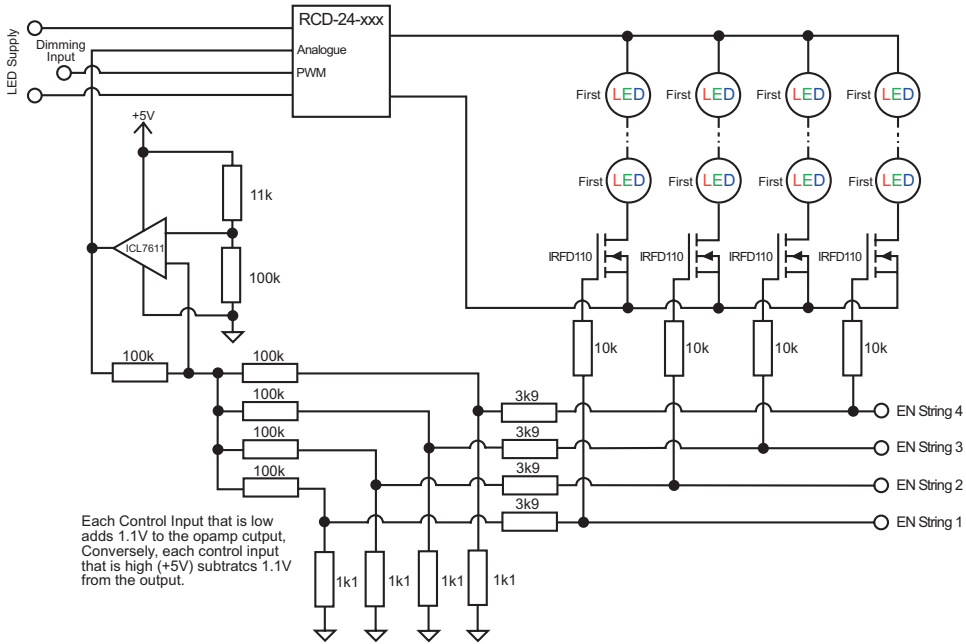 RCD-24-xxx
LED Supply
Dimming
Input
Analogue
PWM
+5V
11k
ICL7611
100k
First LED First LED First LED First LED
First LED First LED First LED First LED
IRFD110 IRFD110 IRFD110 IRFD110
10k 10k 10k 10k
100k 100k
3k9 EN String 4
100k
3k9 EN String 3
100k
3k9 EN String 2
100k
3k9 EN String 1
Each Control Input that is low
adds 1.1V to the opamp cutput,
Conversely, each control input
that is high (+5V) subtratcs 1.1V
from the output.
1k1 1k1 1k1 1k1